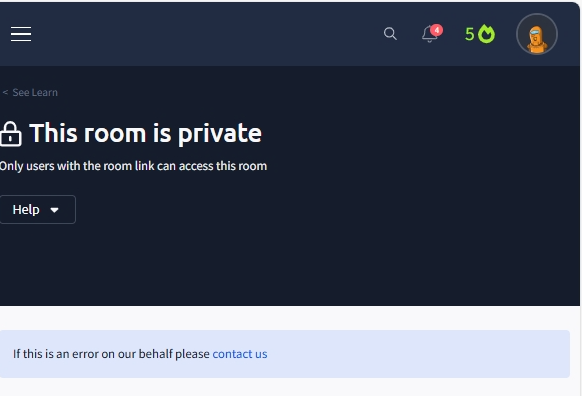 4
5
< See Learn
This room is private
Only users with the room link can access this room
Help
If this is an error on our behalf please contact us